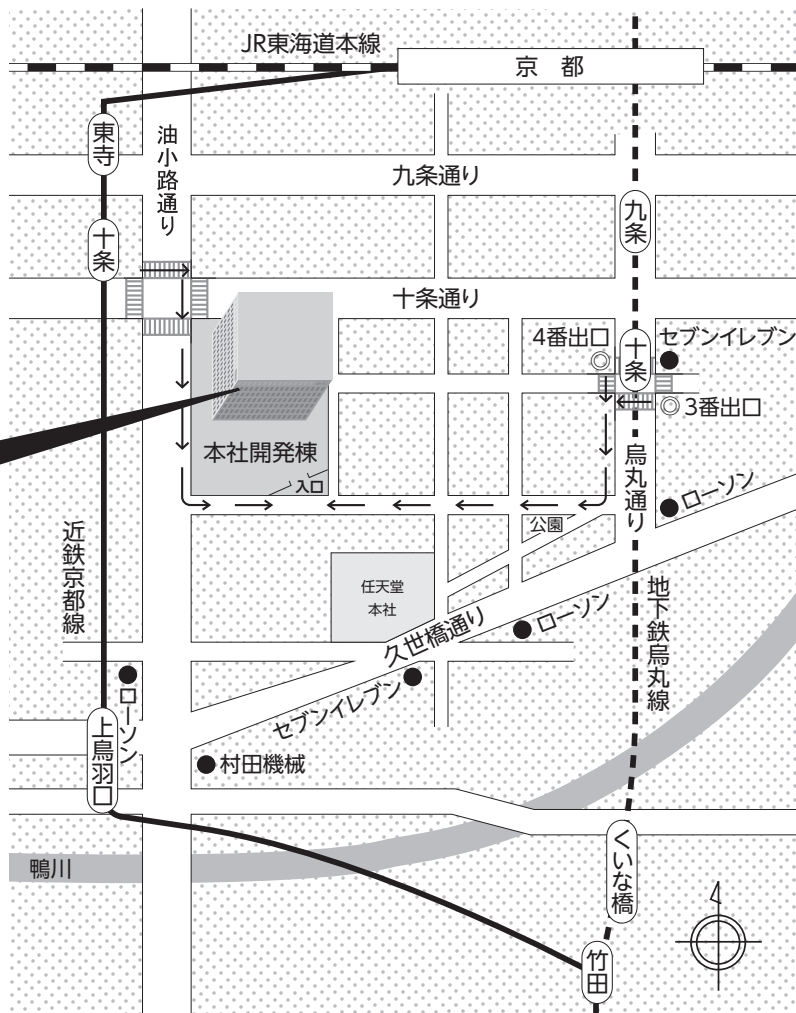 JR東海道本線
京 都
東寺
油小路通り
九条通り
九条
十条
十条通り
4番出口
十条
セブンイレブン
3番出口
本社開発棟
入口
烏丸通り
ローソン
公園
近鉄京都線
任天堂
本社
久世橋通り
ローソン
地下鉄烏丸線
ローソン
セブンイレブン
上鳥羽口
村田機械
くいな橋
鴨川
竹田